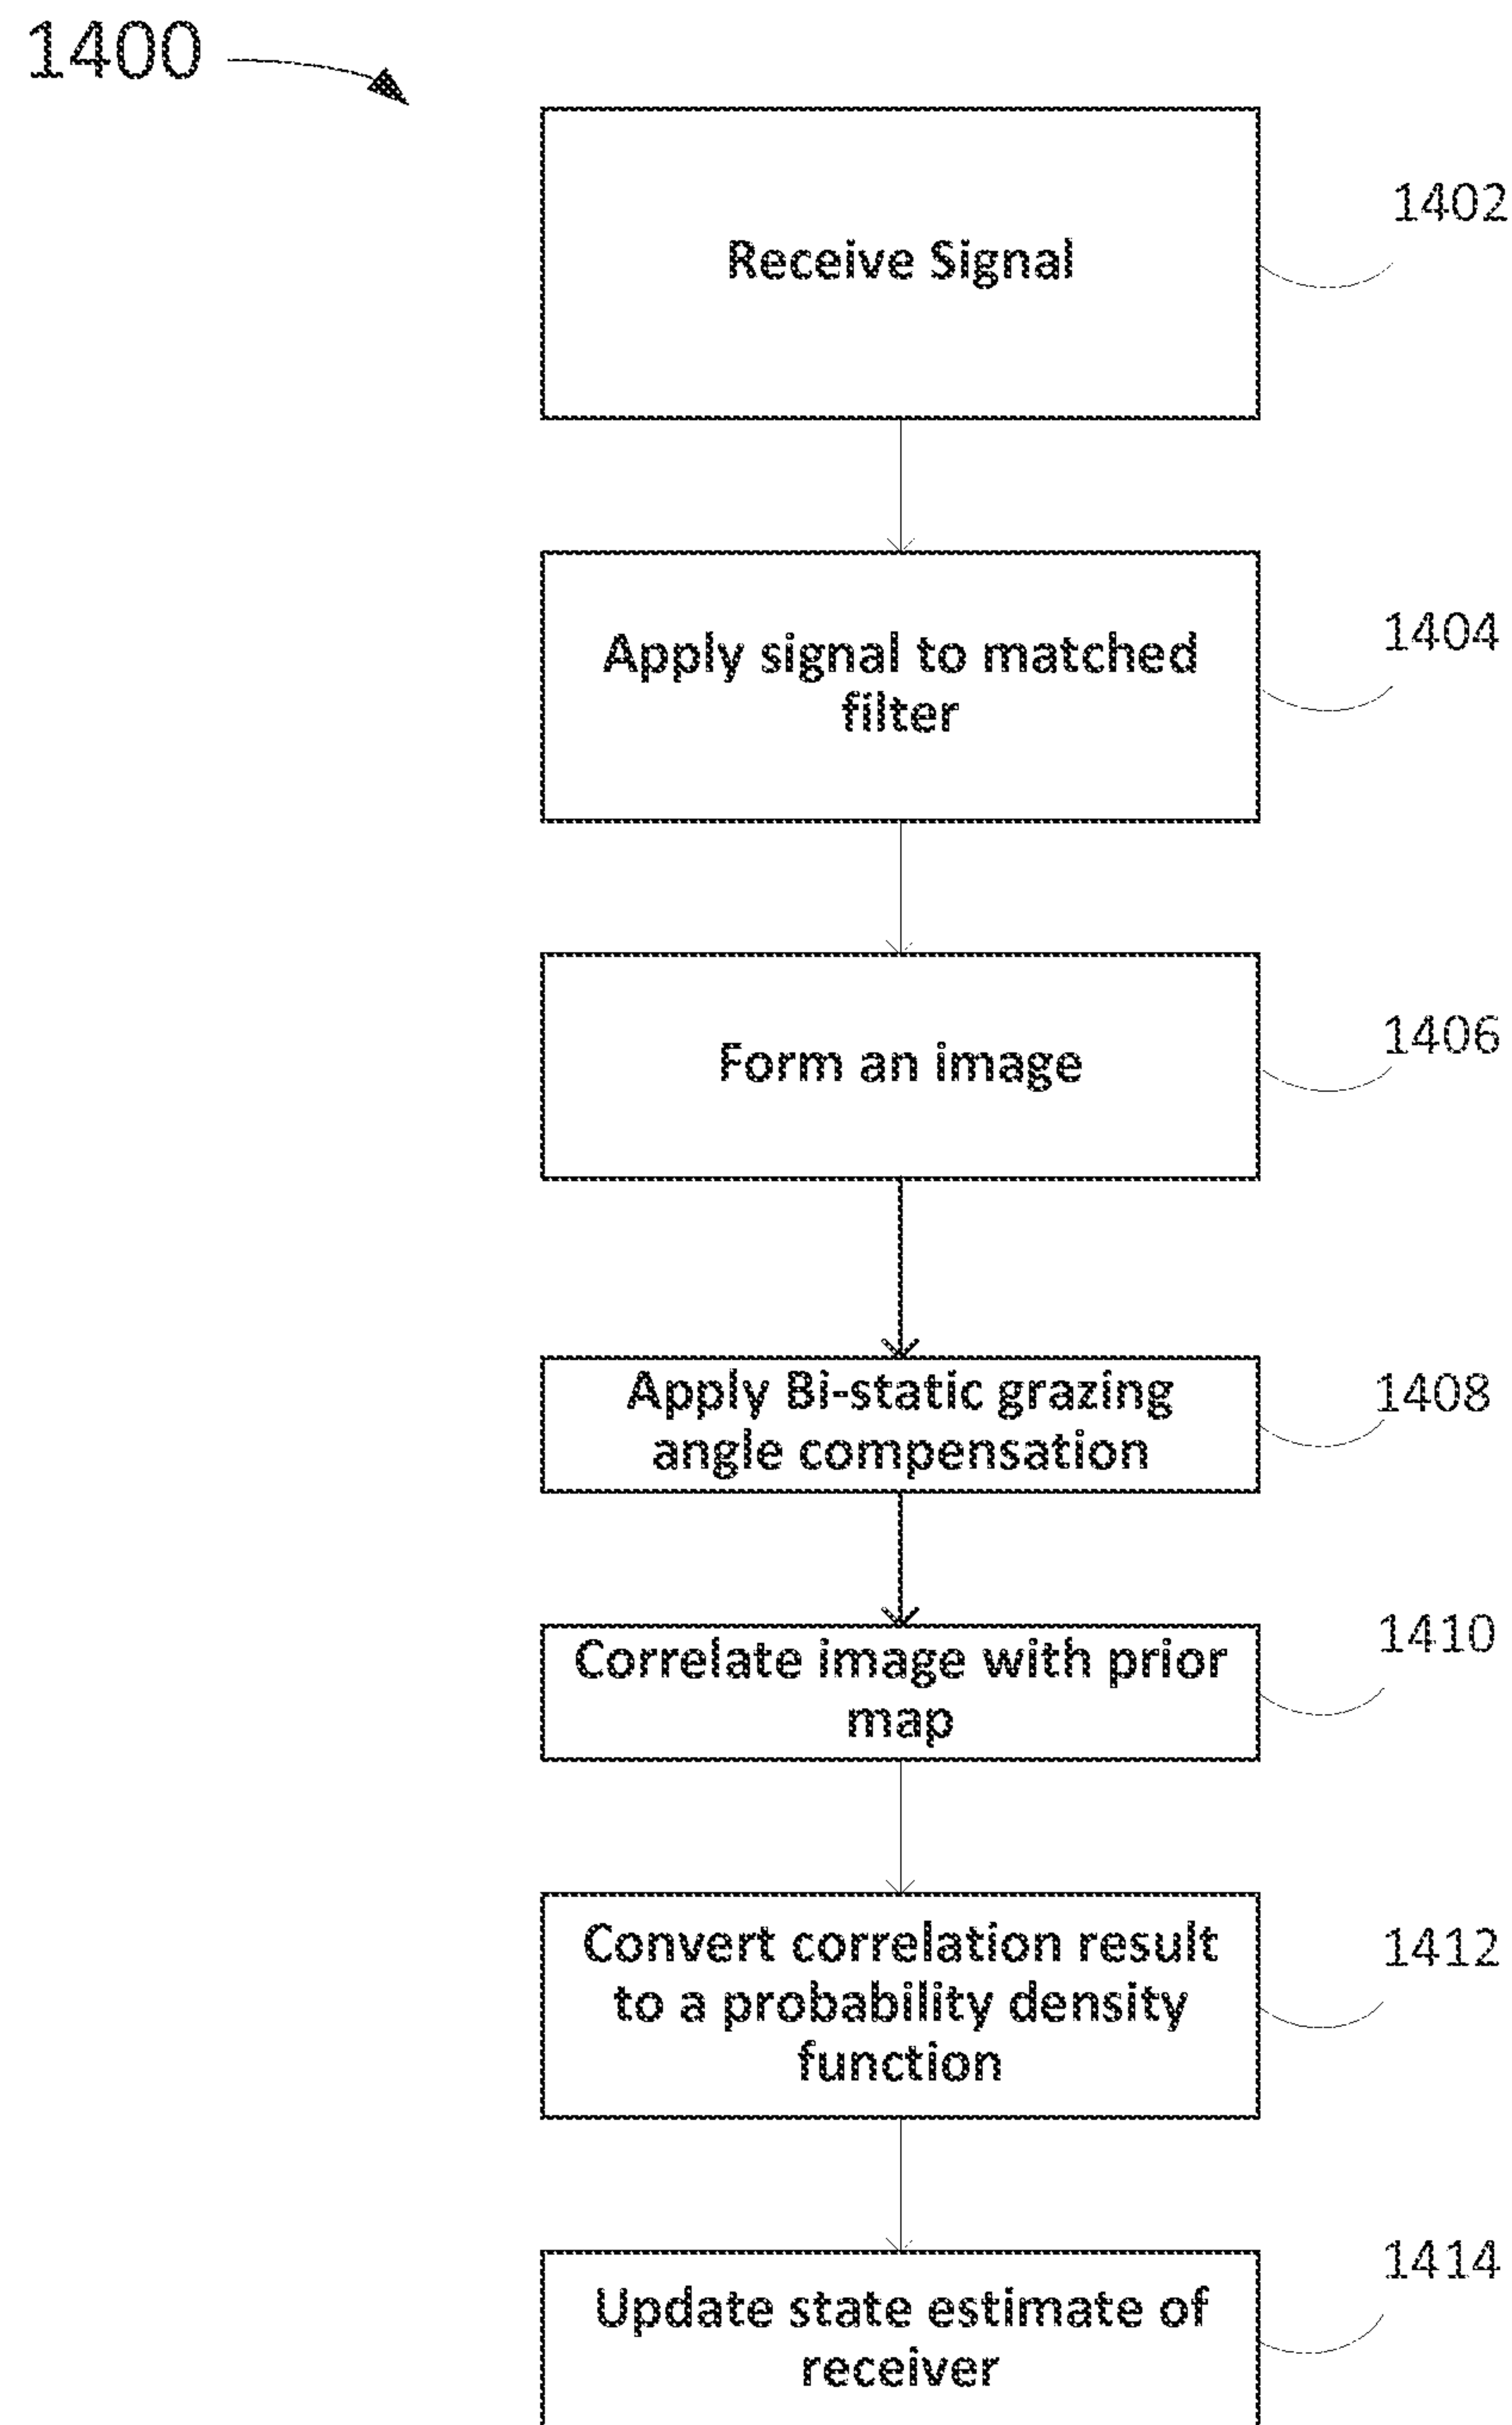 1400
Receive Signal
1402
Apply signal to matched
filter
1404
Form an image
1406
Apply Bi-static grazing
angle compensation
1408
Correlate image with prior
map
1410
Convert correlation result
to a probability density
function
1412
Update state estimate of
receiver
1414